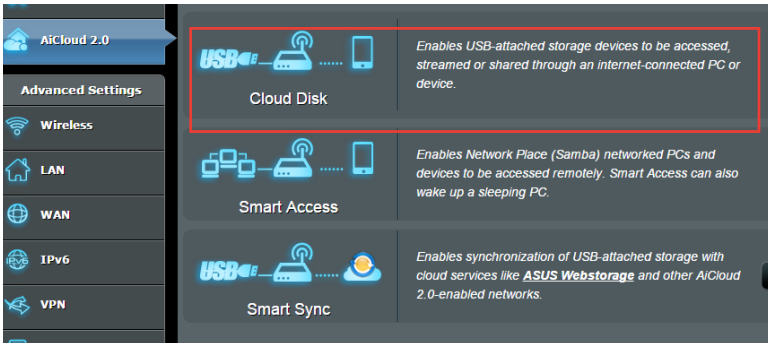 AiCloud 2.0
Advanced Settings
Wireless
LAN
WAN
IPv6
IPv6
VPN
USB
Cloud Disk
Enables USB-attached storage devices to be accessed,
streamed or shared through an internet-connected PC or
device.
Smart Access
Enables Network Place (Samba) networked PCs and
devices to be accessed remotely. Smart Access can also
wake up a sleeping PC.
USB
Smart Sync
Enables synchronization of USB-attached storage with
cloud services like ASUS Webstorage and other AiCloud
2.0-enabled networks.